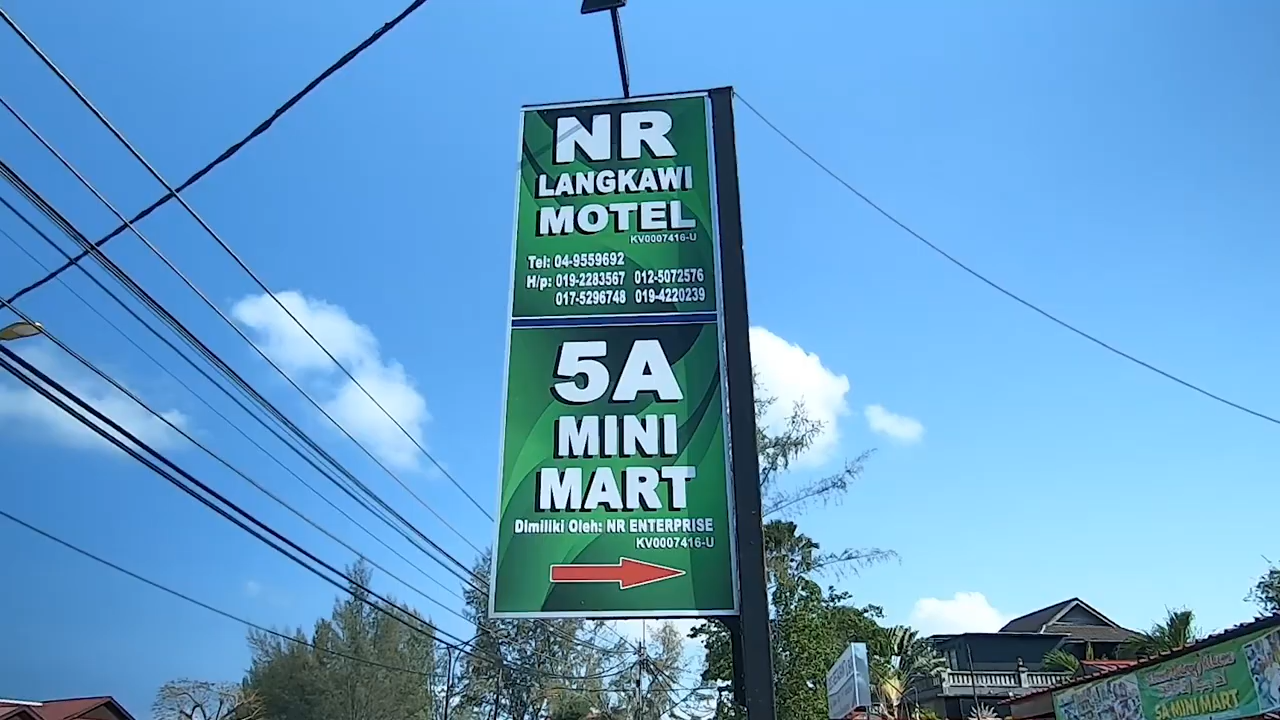 NR
LANGKAWI
MOTEL
KV0007416-U
Tel: 04-9559692
H/p: 019-2283567 012-5072576
017-5296748 019-4220239
5A
MINI
MART
Dimiliki Oleh: NR ENTERPRISE
KV0007416-U
5A MINI MART